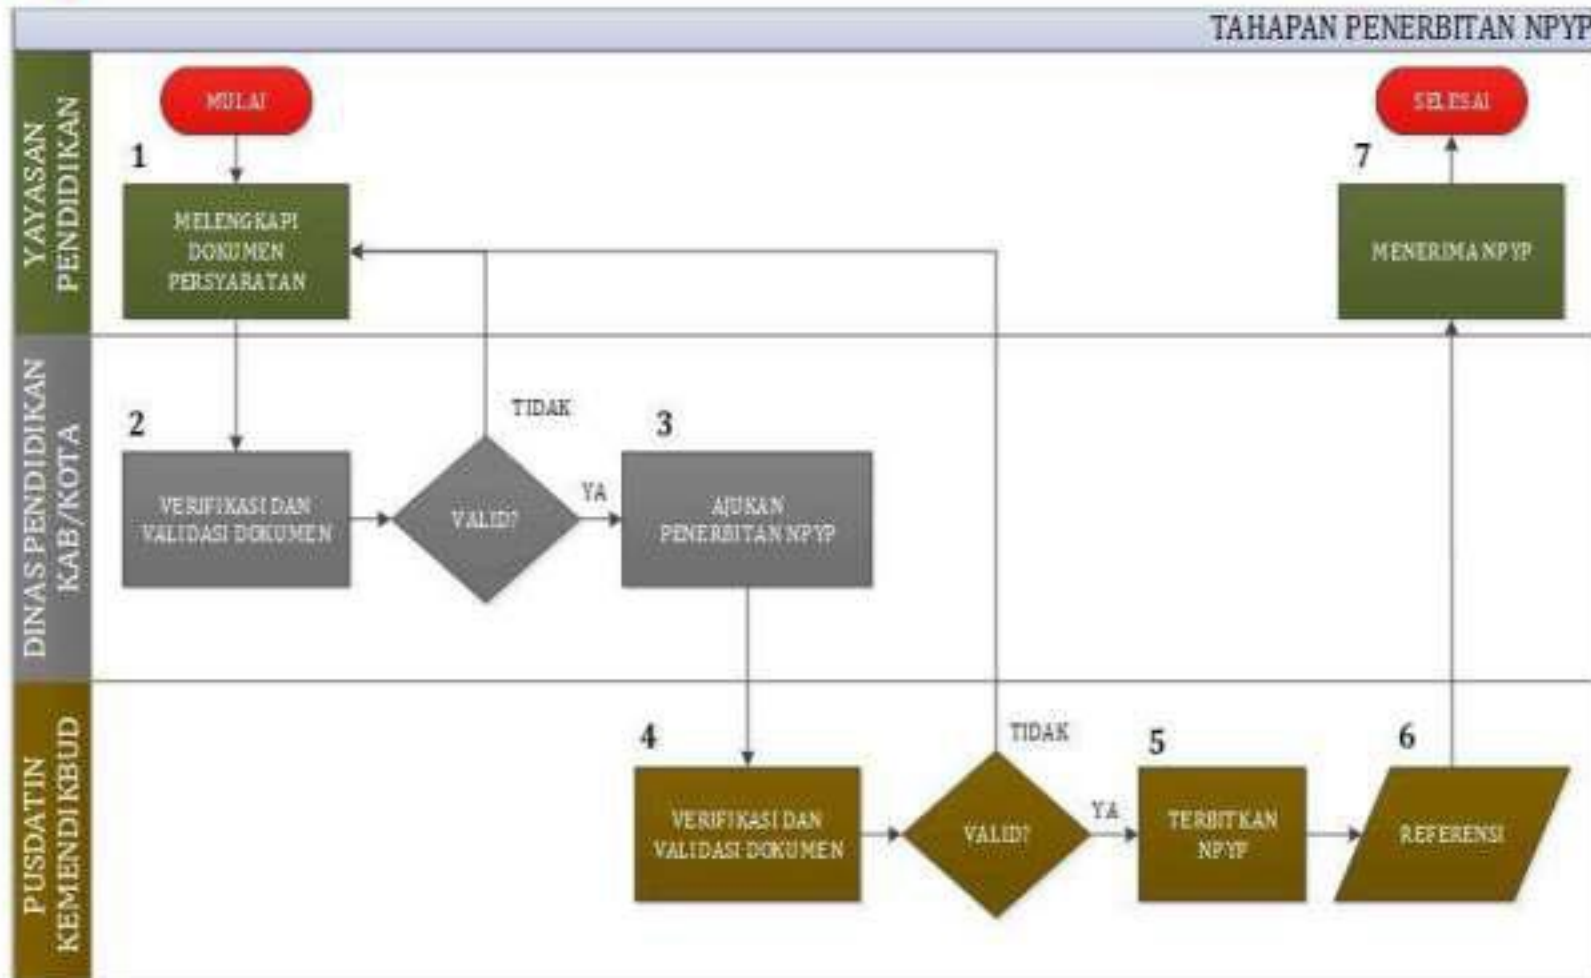 TAHAPAN PENERBITAN NPYP
YAYASAN
PENDIDIKAN
MULAI
1
MELENGKAPI
DOKUMEN
PERSYARATAN
SELESAI
7
MENERIMA NPYP
DINAS PENDIDIKAN
KAB/KOTA
2
VERIFIKASI DAN
VALIDASI DOKUMEN
VALID?
TIDAK
YA
3
AJUKAN
PENERBITAN NPYP
PUSDATIN
KEMENDIKBUD
4
VERIFIKASI DAN
VALIDASI DOKUMEN
VALID?
TIDAK
YA
5
TERBITKAN
NPYP
6
REFERENSI